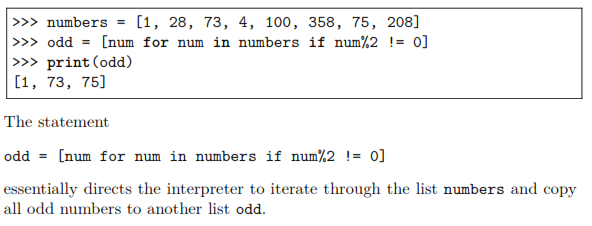 >>> numbers = [1, 28, 73, 4, 100, 358, 75, 208]
>>> odd = [num for num in numbers if num%2 != 0]
>>> print(odd)
[1, 73, 75]
The statement
odd = [num for num in numbers if num%2 != 0]
essentially directs the interpreter to iterate through the list numbers and copy
all odd numbers to another list odd.